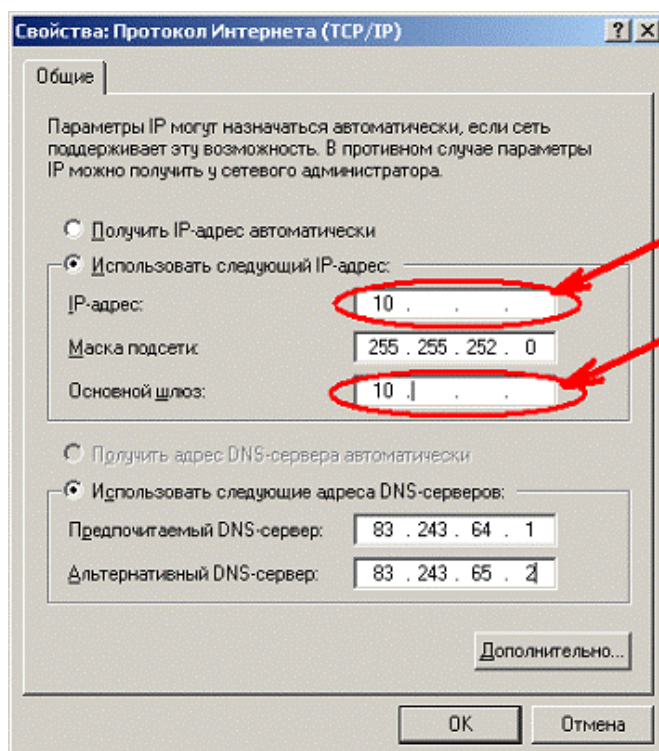 Свойства: Протокол Интернета (TCP/IP)
Общие
Параметры IP могут назначаться автоматически, если сеть
поддерживает эту возможность. В противном случае параметры
IP можно получить у сетевого администратора.
Получить IP-адрес автоматически
Использовать следующий IP-адрес:
IP-адрес: 10 . . .
Маска подсети: 255 . 255 . 252 . 0
Основной шлюз: 10 . . .
Получить адрес DNS-сервера автоматически
Использовать следующие адреса DNS-серверов:
Предпочитаемый DNS-сервер: 83 . 243 . 64 . 1
Альтернативный DNS-сервер: 83 . 243 . 65 . 2
Дополнительно...
OK Отмена